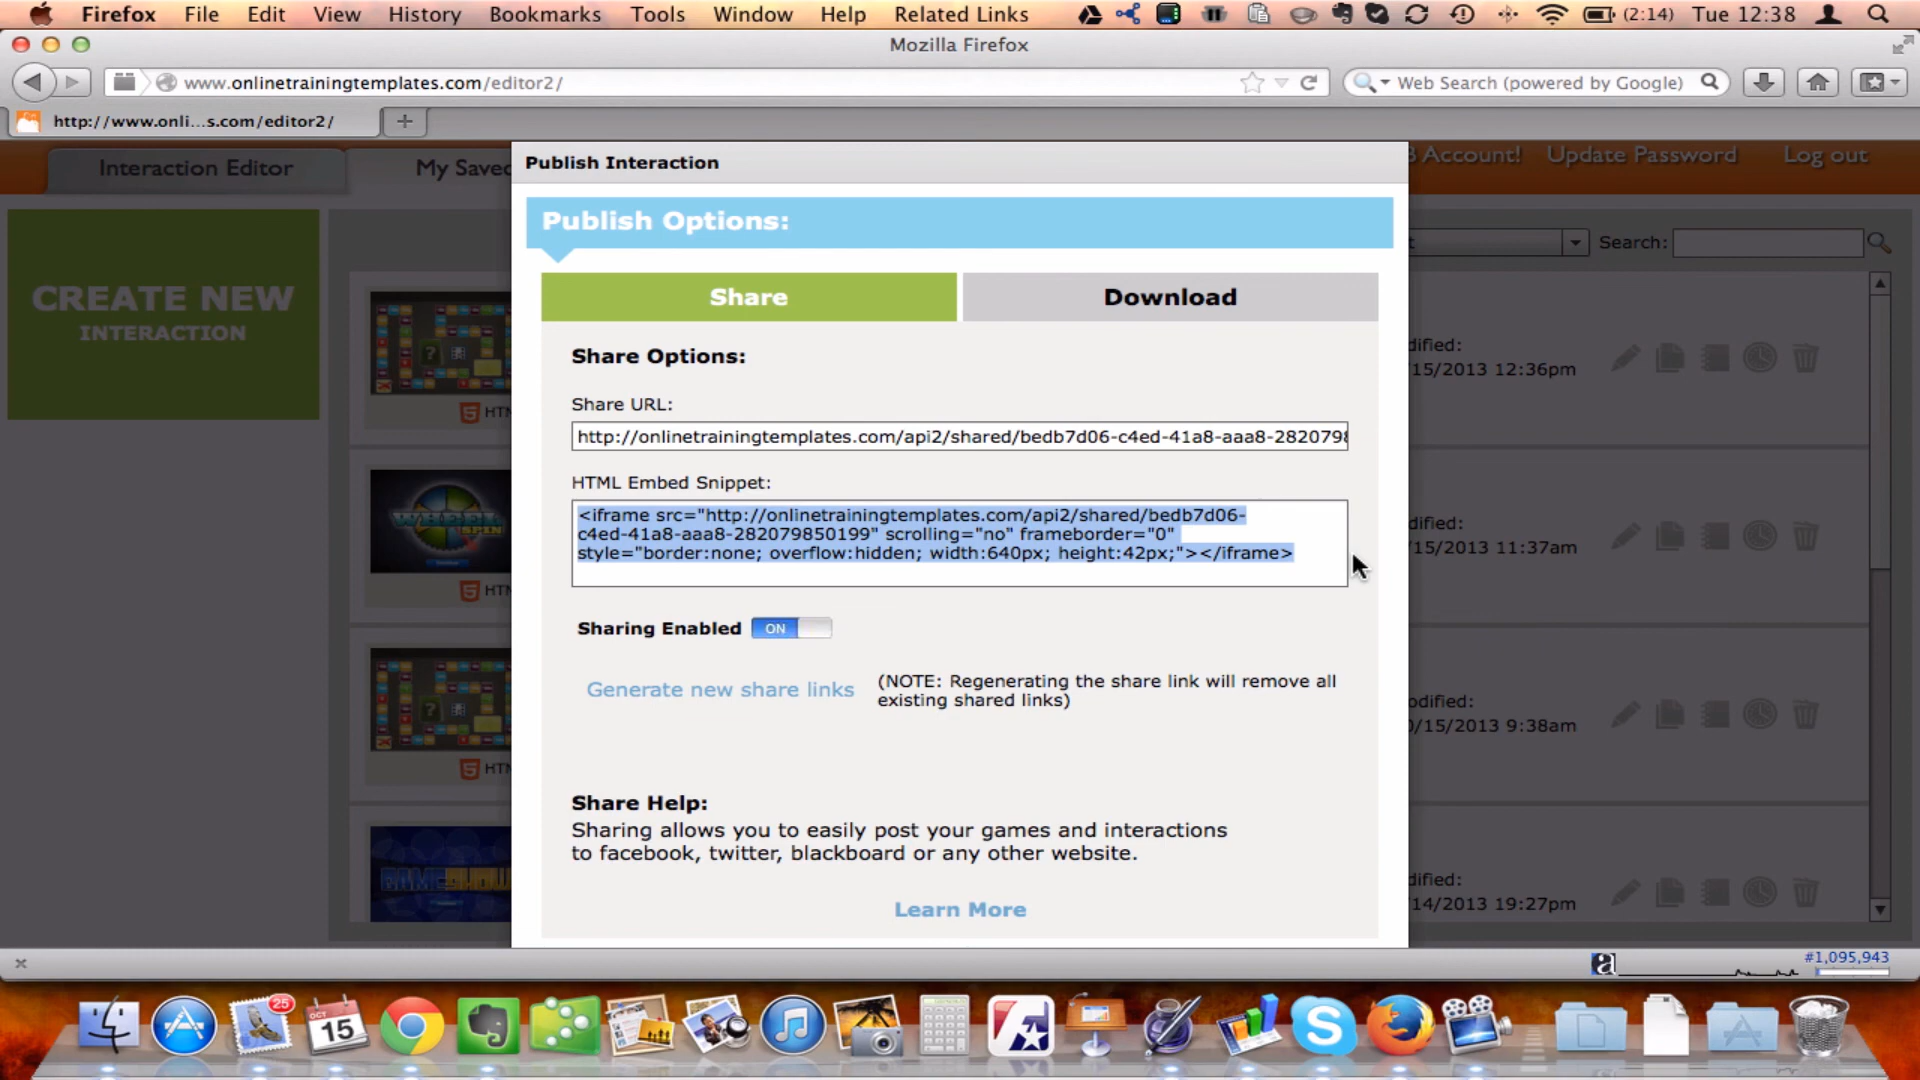 Firefox File Edit View History Bookmarks Tools Window Help Related Links (2:14) Tue 12:38
Mozilla Firefox
www.onlinetrainingtemplates.com/editor2/ Web Search (powered by Google)
http://www.onli...s.com/editor2/
Interaction Editor My Save Account! Update Password Log out
Publish Interaction
Publish Options:
Search:
CREATE NEW
INTERACTION
Share Download
Share Options:
dified:
/15/2013 12:36pm
Share URL:
http://onlinetrainingtemplates.com/api2/shared/bedb7d06-c4ed-41a8-aaa8-282079
HTML Embed Snippet:
<iframe src="http://onlinetrainingtemplates.com/api2/shared/bedb7d06-
c4ed-41a8-aaa8-282079850199" scrolling="no" frameborder="0"
style="border:none; overflow:hidden; width:640px; height:42px;"></iframe>
dified:
/15/2013 11:37am
WHEEL
SPIN
Sharing Enabled ON
Generate new share links
(NOTE: Regenerating the share link will remove all
existing shared links)
odified:
0/15/2013 9:38am
Share Help:
Sharing allows you to easily post your games and interactions
to facebook, twitter, blackboard or any other website.
GAMESHOW
dified:
/14/2013 19:27pm
Learn More
#1,095,943
25
OCT
15